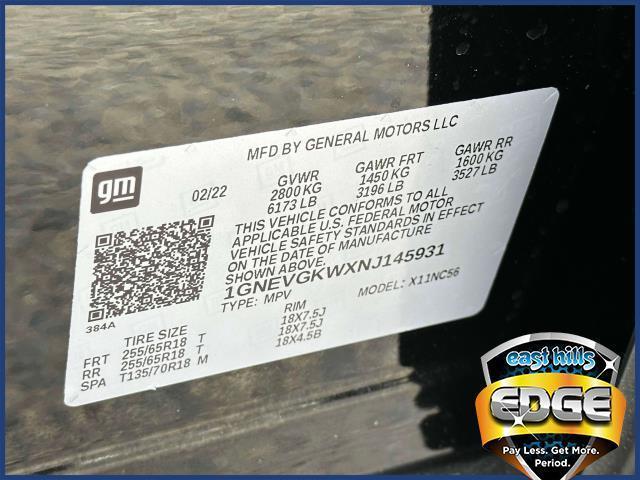 MFD BY GENERAL MOTORS LLC
gm
02/22
GVWR GAWR FRT GAWR RR
2800 KG 1450 KG 1600 KG
6173 LB 3196 LB 3527 LB
THIS VEHICLE CONFORMS TO ALL
APPLICABLE U.S. FEDERAL MOTOR
VEHICLE SAFETY STANDARDS IN EFFECT
ON THE DATE OF MANUFACTURE
SHOWN ABOVE.
1GNEVGKWXNJ145931
TYPE: MPV MODEL: X11NC56
384A
TIRE SIZE RIM
FRT 255/65R18 T 18X7.5J
RR 255/65R18 T 18X7.5J
SPA T135/70R18 M 18X4.5B
east hills
EDGE
Pay Less. Get More.
Period.